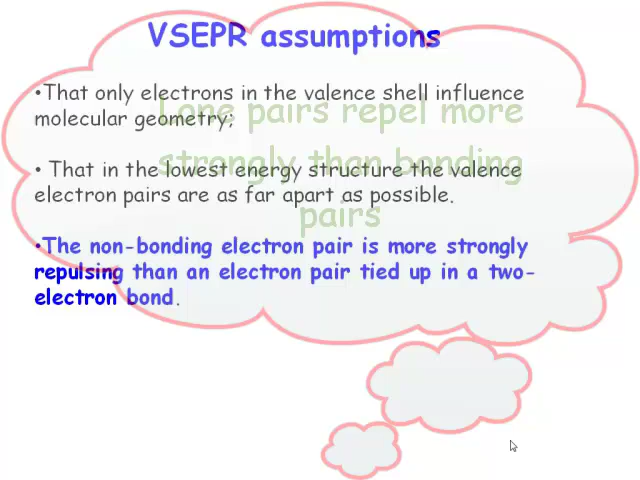 VSEPR assumptions
•That only electrons in the valence shell influence
molecular geometry;
• That in the lowest energy structure the valence
electron pairs are as far apart as possible.
•The non-bonding electron pair is more strongly
repulsing than an electron pair tied up in a two-
electron bond.
Lone pairs repel more
strongly than bonding
pairs